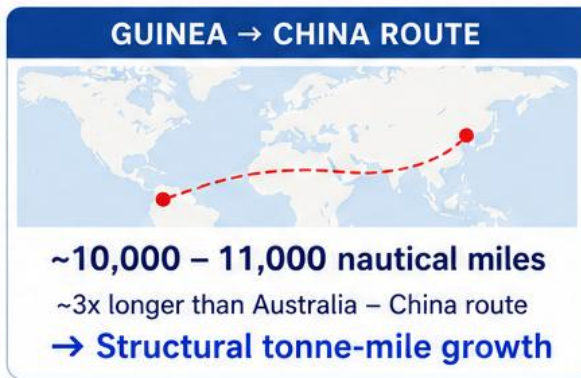 GUINEA → CHINA ROUTE
~10,000 – 11,000 nautical miles
~3x longer than Australia – China route
→ Structural tonne-mile growth